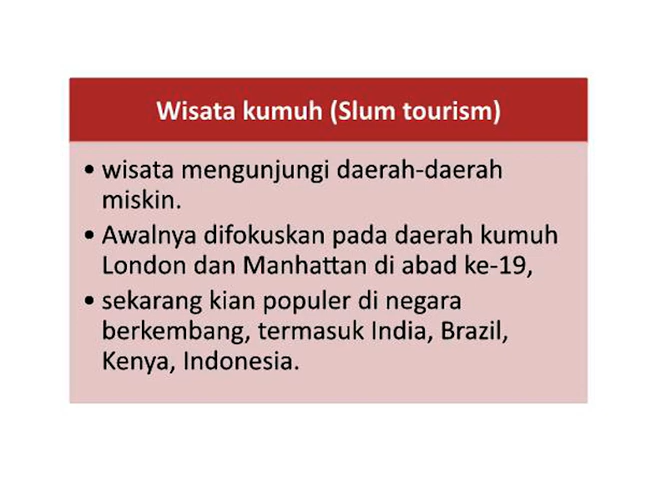 Wisata kumuh (Slum tourism)
• wisata mengunjungi daerah-daerah
miskin.
• Awalnya difokuskan pada daerah kumuh
London dan Manhattan di abad ke-19,
• sekarang kian populer di negara
berkembang, termasuk India, Brazil,
Kenya, Indonesia.